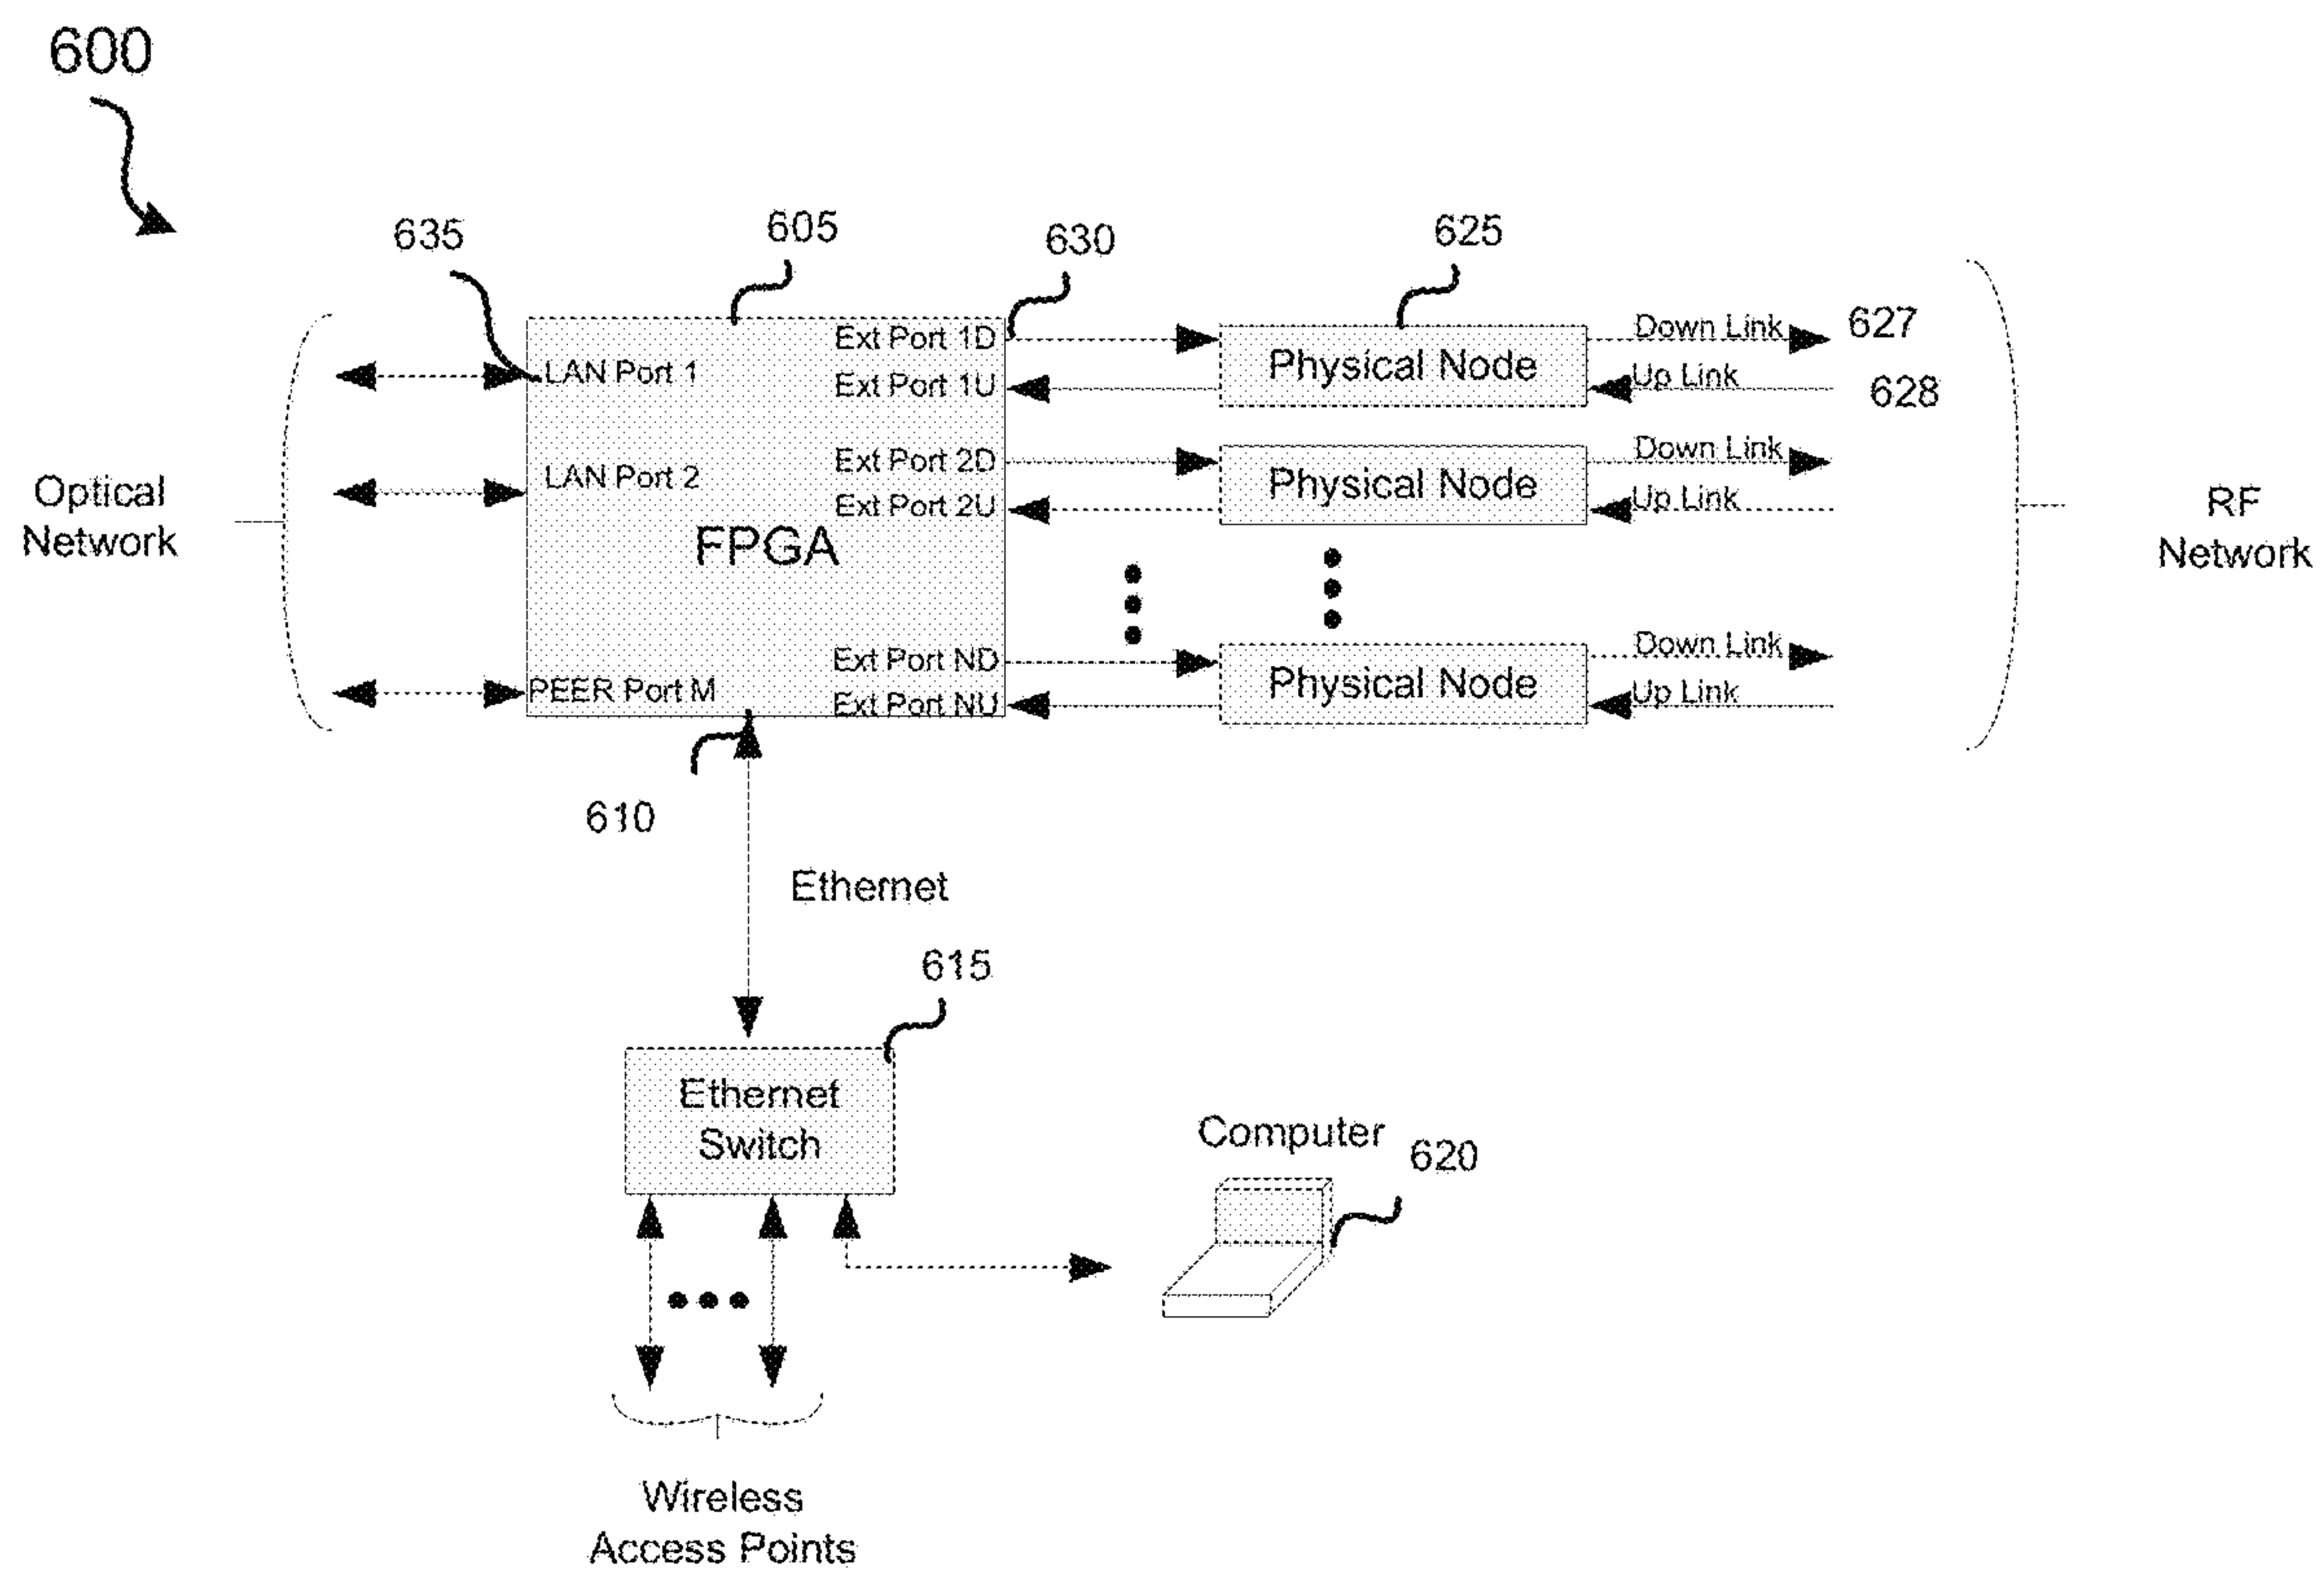 600
635
605
630
625
Ext Port 1D
Down Link
627
LAN Port 1
Physical Node
Ext Port 1U
Up Link
628
Ext Port 2D
Down Link
LAN Port 2
Physical Node
Ext Port 2U
Up Link
Optical
Network
RF
Network
FPGA
Ext Port ND
Down Link
PEER Port M
Physical Node
Ext Port NU
Up Link
610
Ethernet
615
Ethernet
Switch
Computer
620
Wireless
Access Points